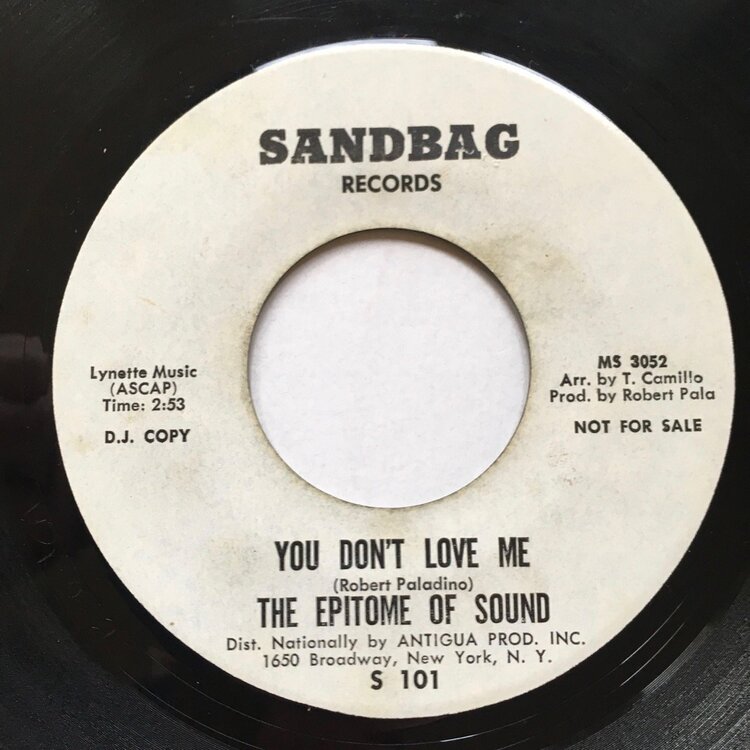 SANDBAG
RECORDS
Lynette Music
(ASCAP)
Time: 2:53
D.J. COPY
MS 3052
Arr. by T. Camillo
Prod. by Robert Pala
NOT FOR SALE
YOU DON'T LOVE ME
(Robert Paladino)
THE EPITOME OF SOUND
Dist. Nationally by ANTIGUA PROD. INC.
1650 Broadway, New York, N. Y.
S 101